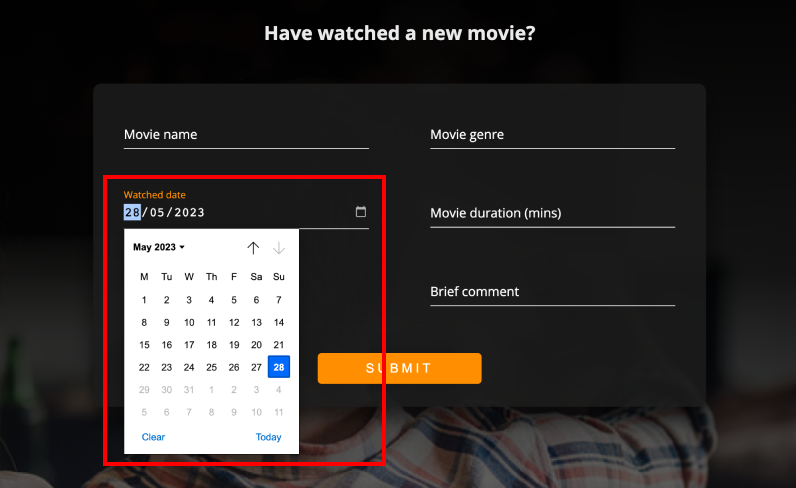 Have watched a new movie?
Movie name
Movie genre
Watched date
28/05/2023
Movie duration (mins)
May 2023
M Tu W Th F Sa Su
1 2 3 4 5 6 7
8 9 10 11 12 13 14
15 16 17 18 19 20 21
22 23 24 25 26 27 28
29 30 31 1 2 3 4
5 6 7 8 9 10 11
Clear Today
Brief comment
SUBMIT